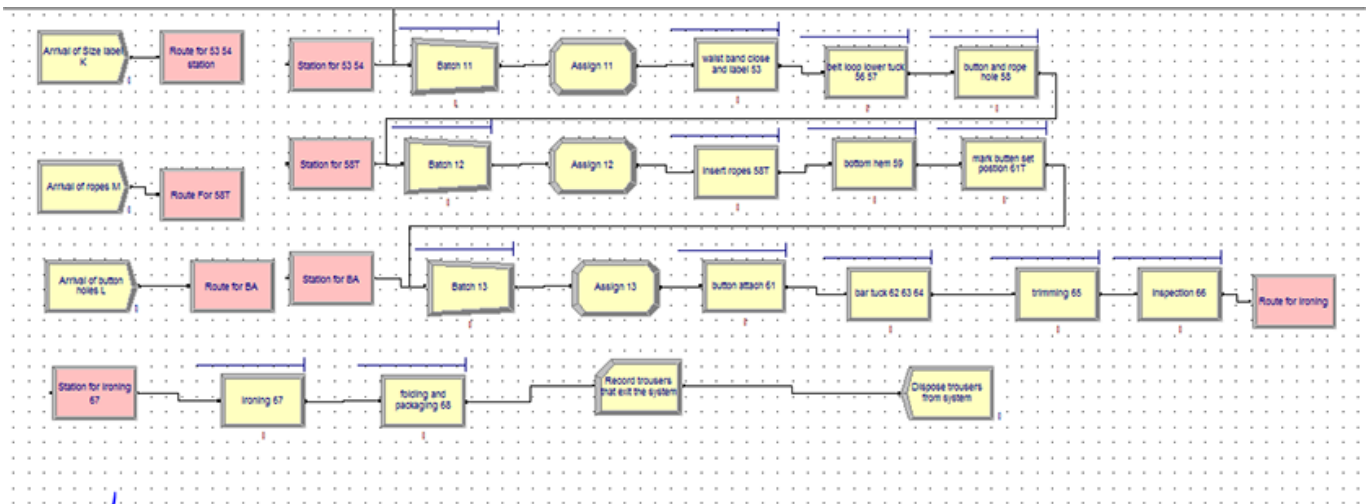 Arrival of Size label
K
Route for 53 54
station
Station for 53 54
Batch 11
Assign 11
waist band close
and label 53
belt loop lower tuck
56 57
button and rope
hole 58
Arrival of ropes M
Route For 58T
Station for 58T
Batch 12
Assign 12
Insert ropes 58T
bottom hem 59
mark button set
postion 61T
Arrival of button
holes L
Route for BA
Station for BA
Batch 13
Assign 13
button attach 61
bar tuck 62 63 64
trimming 65
Inspection 66
Route for Ironing
Station for Ironing
67
Ironing 67
folding and
packaging 68
Record trousers
that exit the system
Dispose trousers
from system